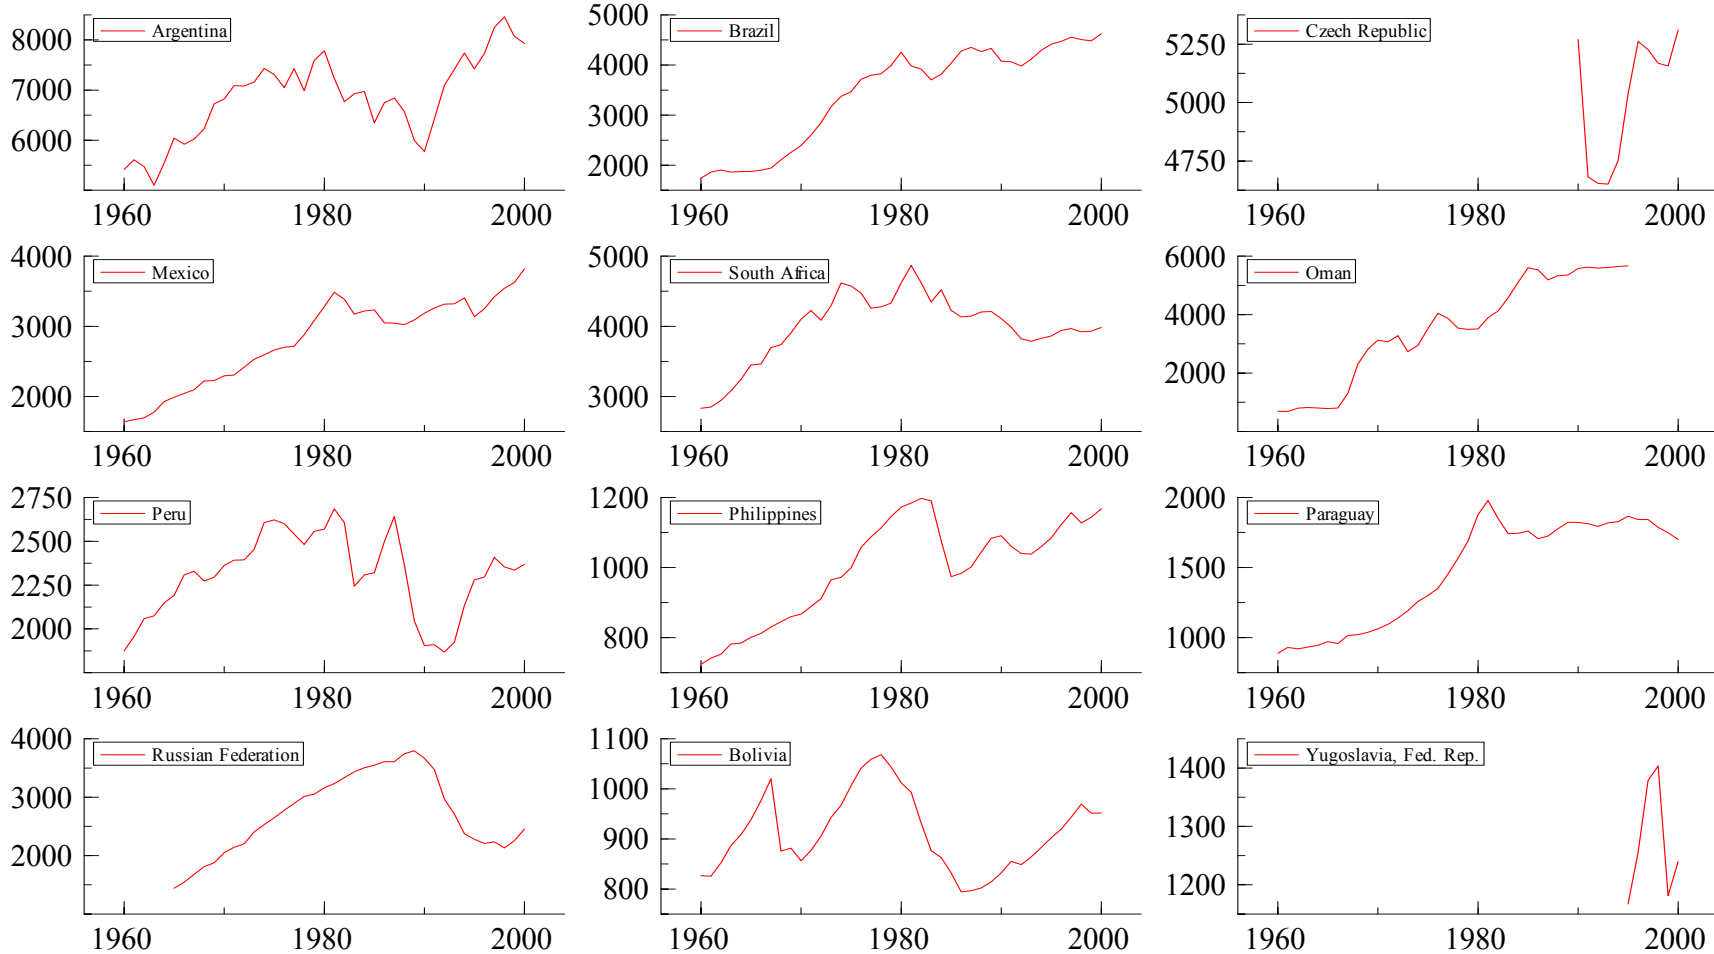 Argentina
8000
7000
6000
1960 1980 2000
Brazil
5000
4000
3000
2000
1960 1980 2000
Czech Republic
5250
5000
4750
1960 1980 2000
Mexico
4000
3000
2000
1960 1980 2000
South Africa
5000
4000
3000
1960 1980 2000
Oman
6000
4000
2000
1960 1980 2000
Peru
2750
2500
2250
2000
1960 1980 2000
Philippines
1200
1000
800
1960 1980 2000
Paraguay
2000
1500
1000
1960 1980 2000
Russian Federation
4000
3000
2000
1960 1980 2000
Bolivia
1100
1000
900
800
1960 1980 2000
Yugoslavia, Fed. Rep.
1400
1300
1200
1960 1980 2000